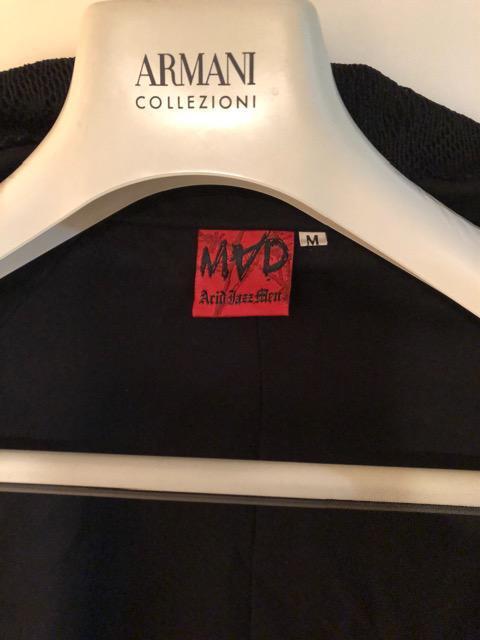 ARMANI
COLLEZIONI
MAD
M
Acid Jazz Men